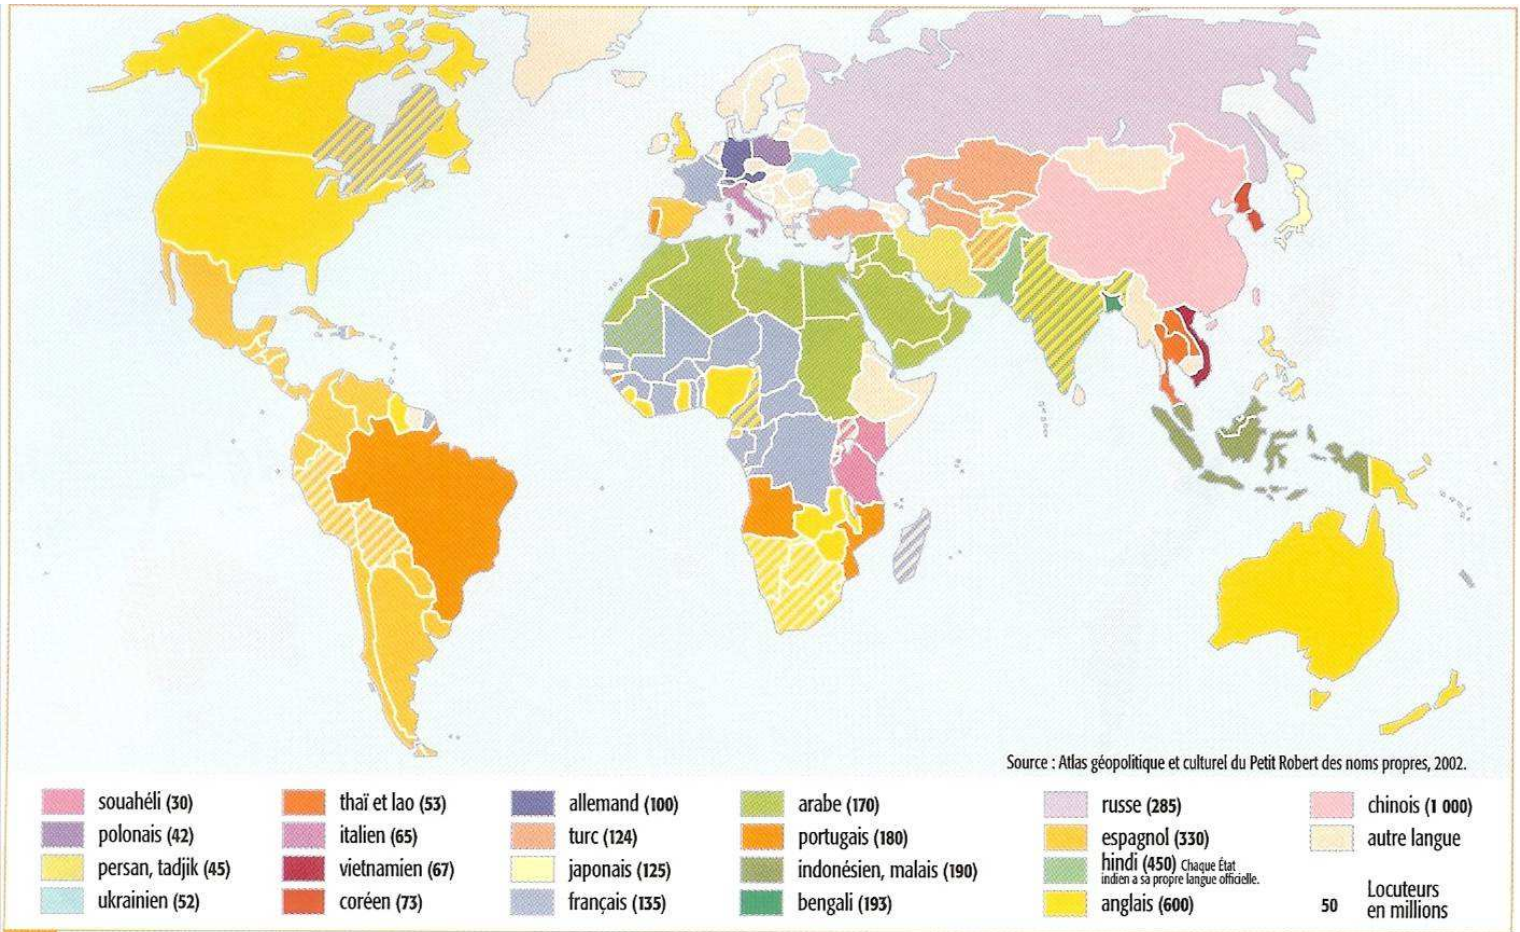 Source : Atlas géopolitique et culturel du Petit Robert des noms propres, 2002.
souahéli (30)
polonais (42)
persan, tadjik (45)
ukrainien (52)
thaï et lao (53)
italien (65)
vietnamien (67)
coréen (73)
allemand (100)
turc (124)
japonais (125)
français (135)
arabe (170)
portugais (180)
indonésien, malais (190)
bengali (193)
russe (285)
espagnol (330)
hindi (450) Chaque État
indien a sa propre langue officielle.
anglais (600)
chinois (1 000)
autre langue
50 Locuteurs
en millions